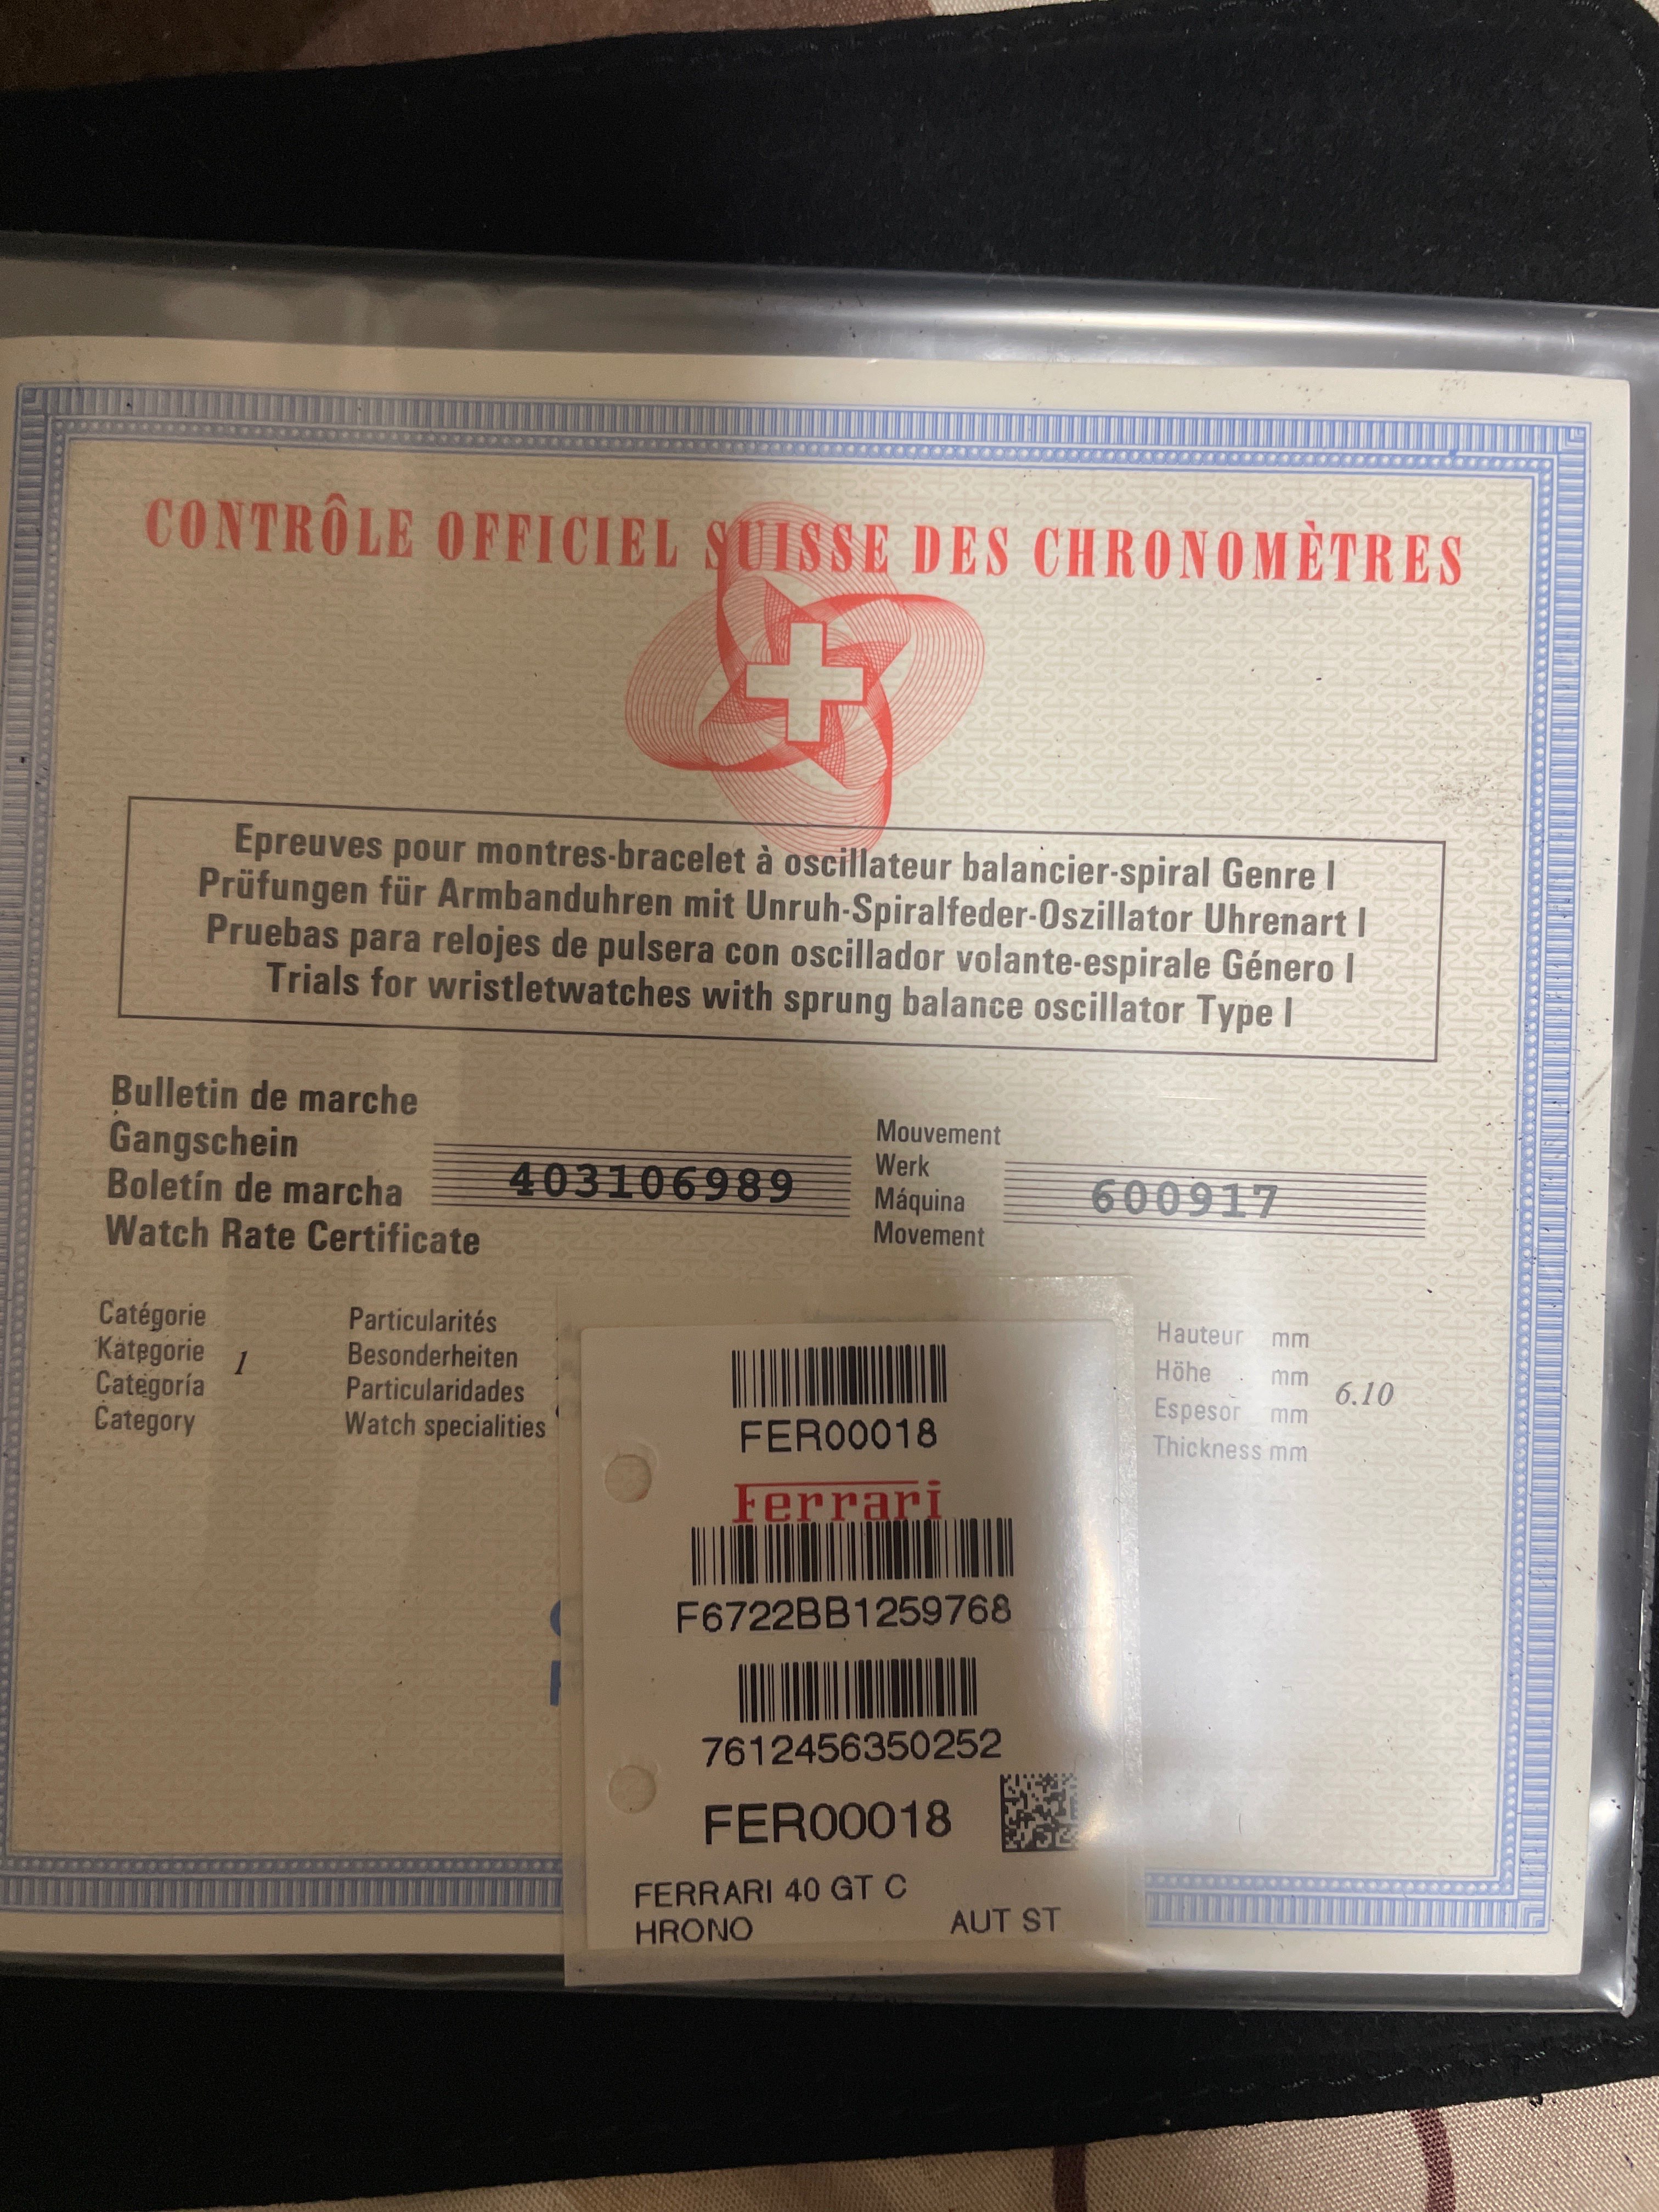 CONTRÔLE OFFICIEL SUISSE DES CHRONOMÈTRES
Epreuves pour montres-bracelet à oscillateur balancier-spiral Genre I
Prüfungen für Armbanduhren mit Unruh-Spiralfeder-Oszillator Uhrenart I
Pruebas para relojes de pulsera con oscillador volante-espirale Género I
Trials for wristletwatches with sprung balance oscillator Type I
Bulletin de marche
Gangschein
Boletín de marcha
Watch Rate Certificate
403106989
Mouvement
Werk
Máquina
Movement
600917
Catégorie
Kategorie
Categoría
Category
1
Particularités
Besonderheiten
Particularidades
Watch specialities
Hauteur mm
Höhe mm
Espesor mm
Thickness mm
6.10
FER00018
Ferrari
F6722BB1259768
7612456350252
FER00018
FERRARI 40 GT C
HRONO AUT ST